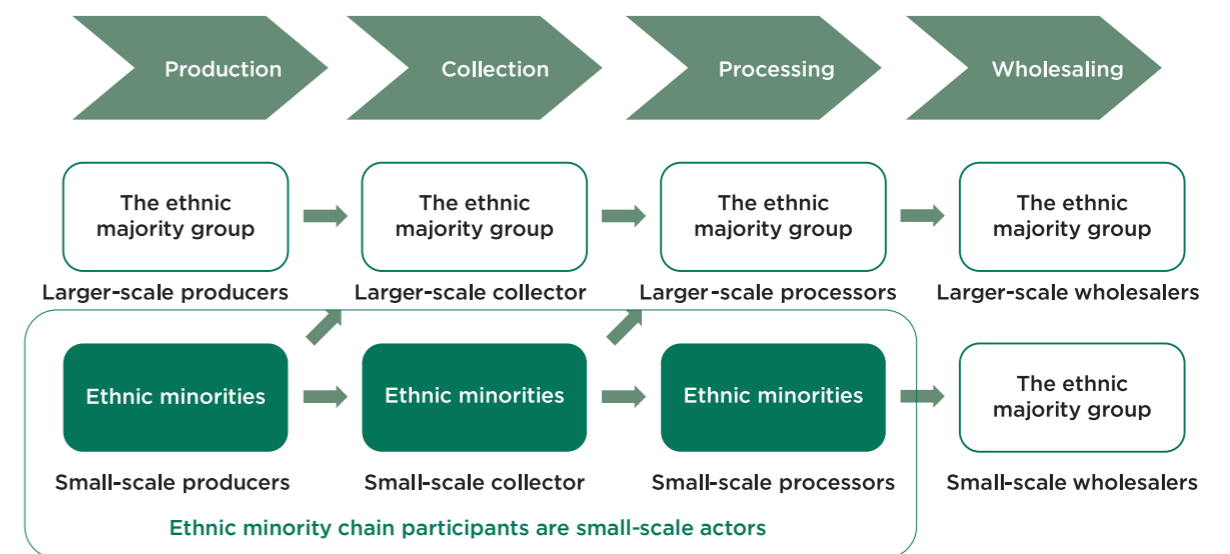 Production
Collection
Processing
Wholesaling
The ethnic
majority group
The ethnic
majority group
The ethnic
majority group
The ethnic
majority group
Larger-scale producers
Larger-scale collector
Larger-scale processors
Larger-scale wholesalers
Ethnic minorities
Ethnic minorities
Ethnic minorities
The ethnic
majority group
Small-scale producers
Small-scale collector
Small-scale processors
Small-scale wholesalers
Ethnic minority chain participants are small-scale actors